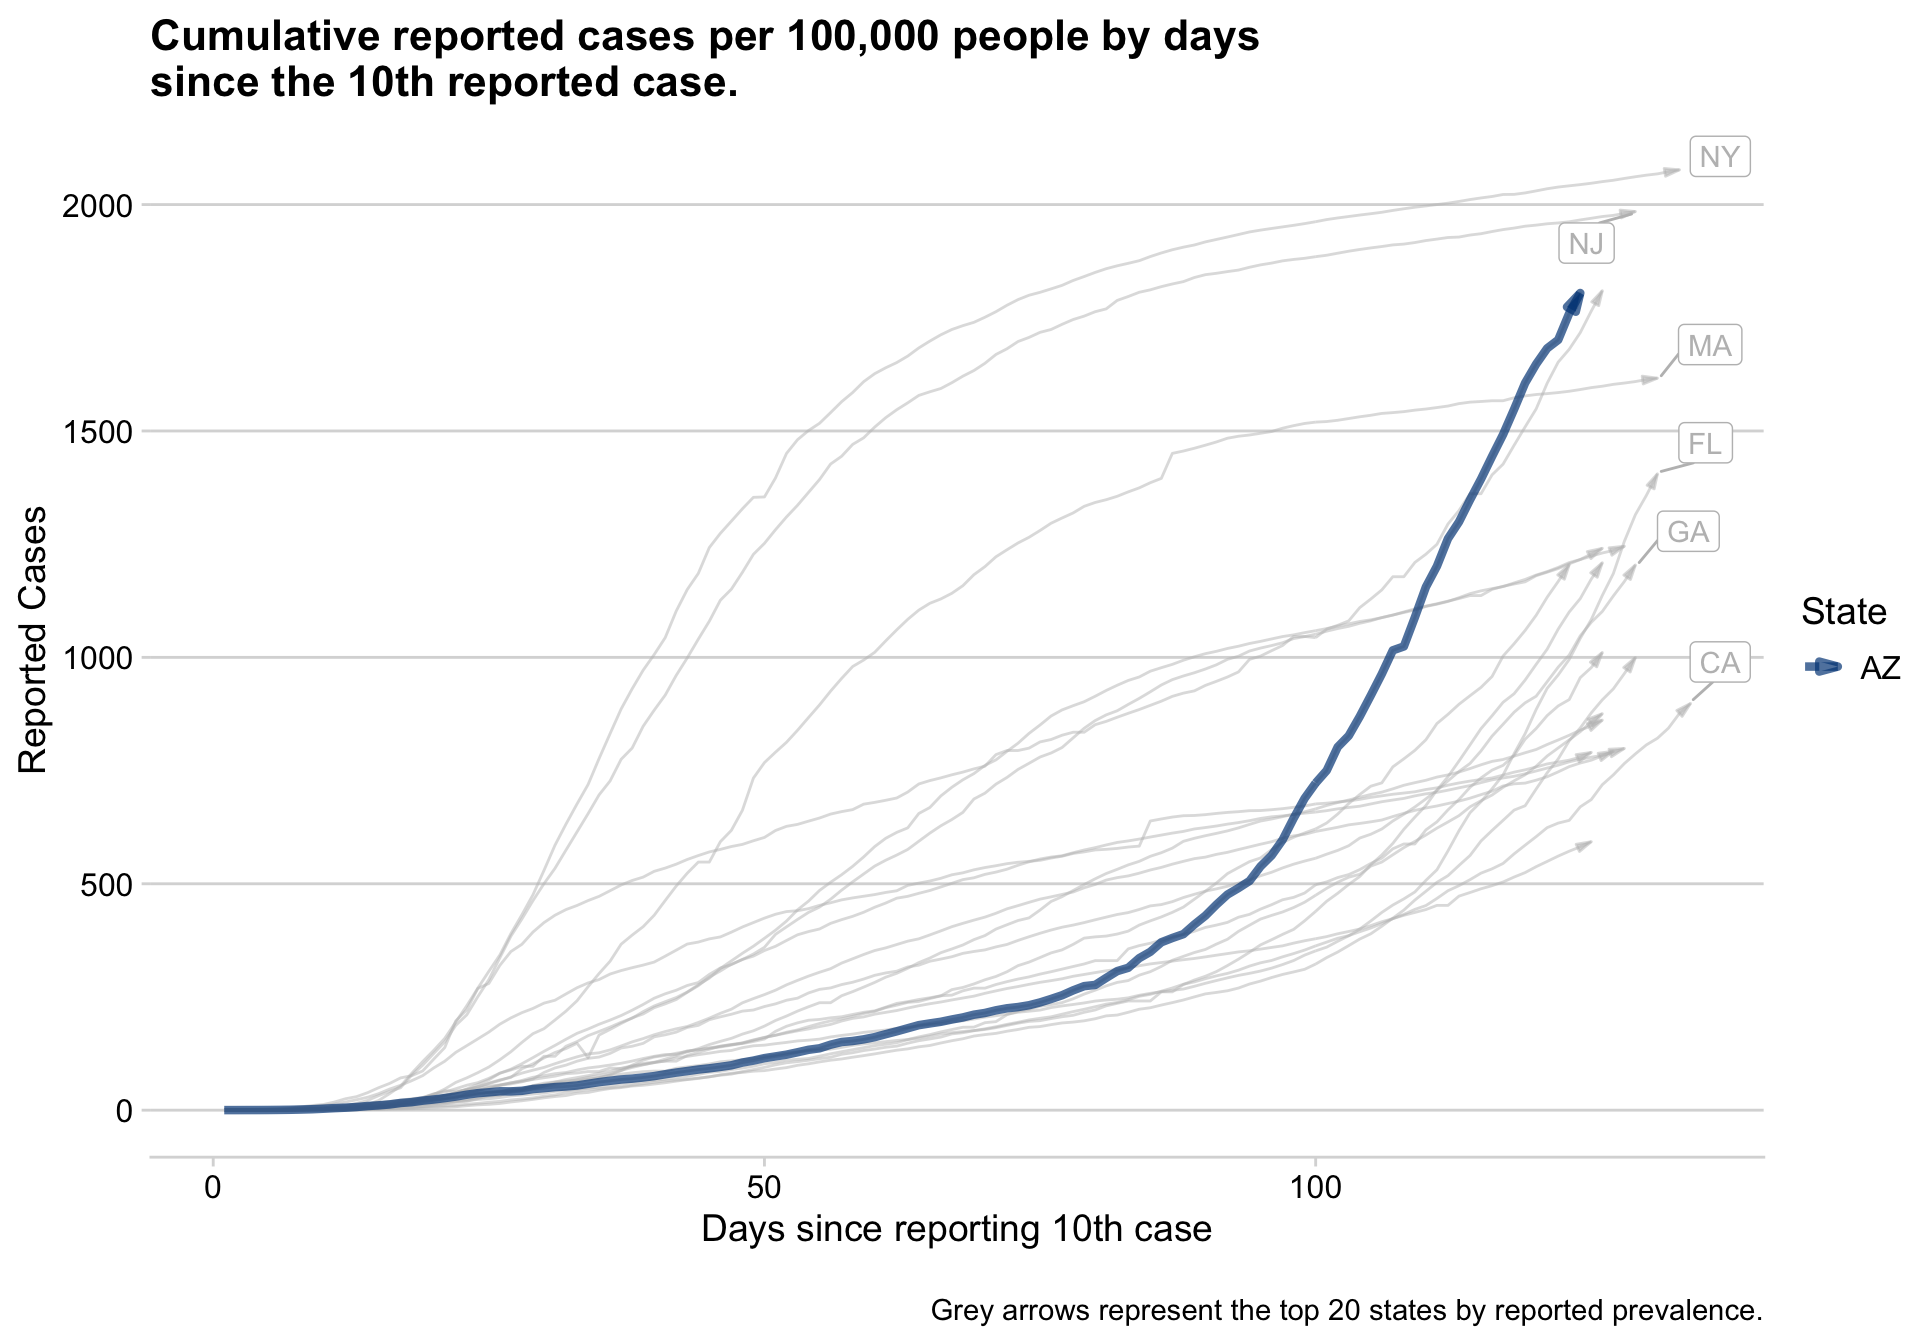 Cumulative reported cases per 100,000 people by days
since the 10th reported case.
NY
2000
NJ
MA
1500
FL
GA
Reported Cases
State
1000
CA
AZ
500
0
0
50
100
Days since reporting 10th case
Grey arrows represent the top 20 states by reported prevalence.